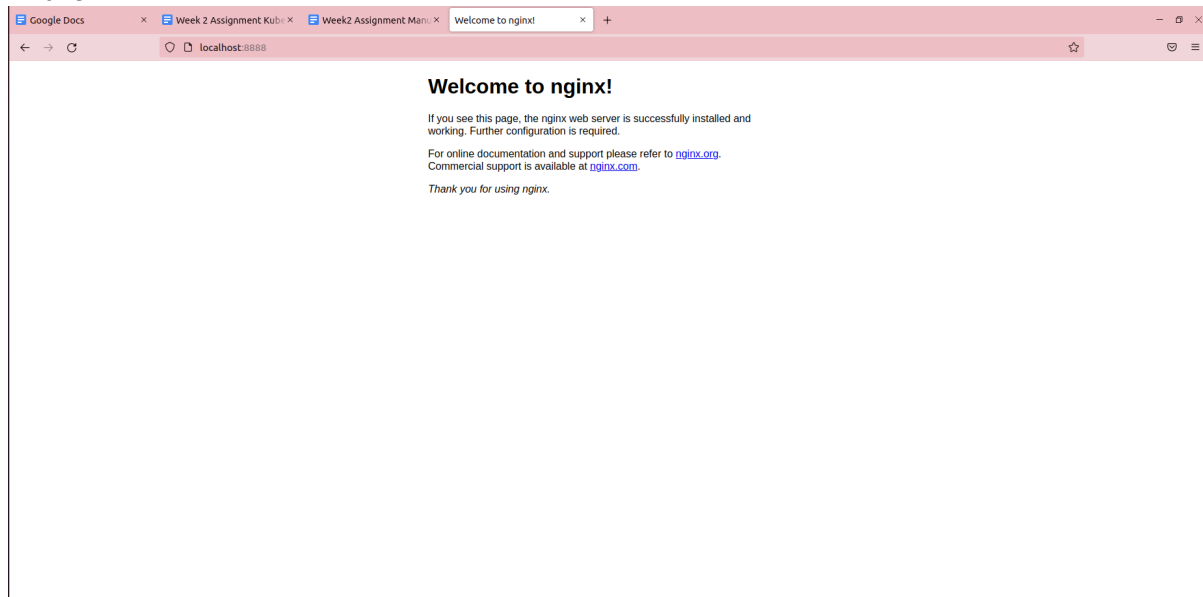 Google Docs
Week 2 Assignment Kube
Week2 Assignment Manu
Welcome to nginx!
localhost:8888
Welcome to nginx!
If you see this page, the nginx web server is successfully installed and
working. Further configuration is required.
For online documentation and support please refer to nginx.org.
Commercial support is available at nginx.com.
Thank you for using nginx.